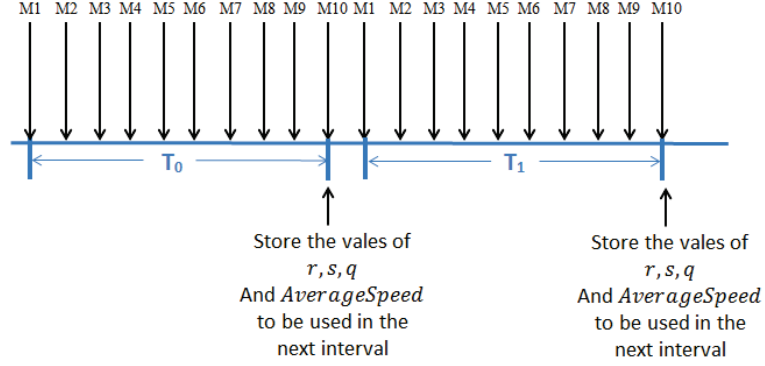 M1 M2 M3 M4 M5 M6 M7 M8 M9 M10 M1 M2 M3 M4 M5 M6 M7 M8 M9 M10
T0 T1
Store the vales of
r, s, q
And AverageSpeed
to be used in the
next interval
Store the vales of
r, s, q
And AverageSpeed
to be used in the
next interval